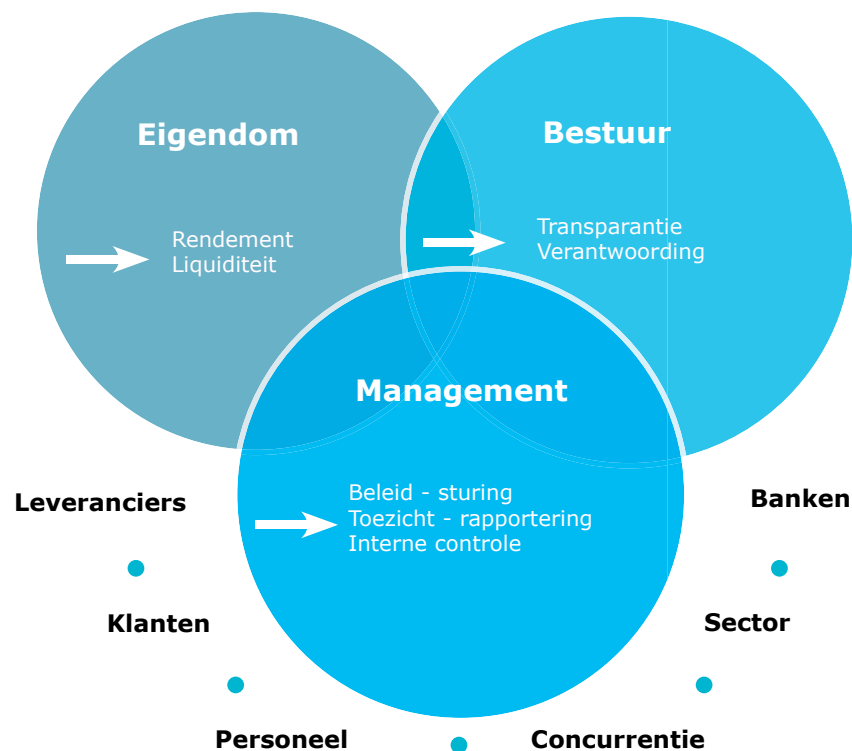 Eigendom
Rendement
Liquiditeit
Bestuur
Transparantie
Verantwoording
Management
Beleid - sturing
Toezicht - rapportering
Interne controle
Leveranciers
Banken
Klanten
Sector
Personeel
Concurrentie